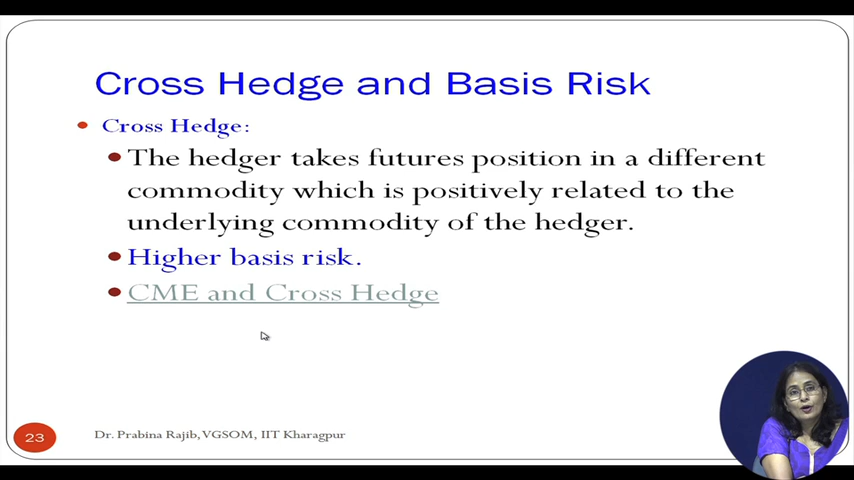 Cross Hedge and Basis Risk
Cross Hedge:
The hedger takes futures position in a different
commodity which is positively related to the
underlying commodity of the hedger.
Higher basis risk.
CME and Cross Hedge
23
Dr. Prabina Rajib, VGSOM, IIT Kharagpur